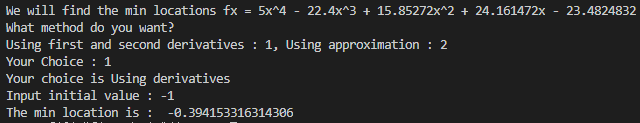 We will find the min locations fx = 5x^4 - 22.4x^3 + 15.85272x^2 + 24.161472x - 23.4824832
What method do you want?
Using first and second derivatives : 1, Using approximation : 2
Your Choice : 1
Your choice is Using derivatives
Input initial value : -1
The min location is :  -0.394153316314306